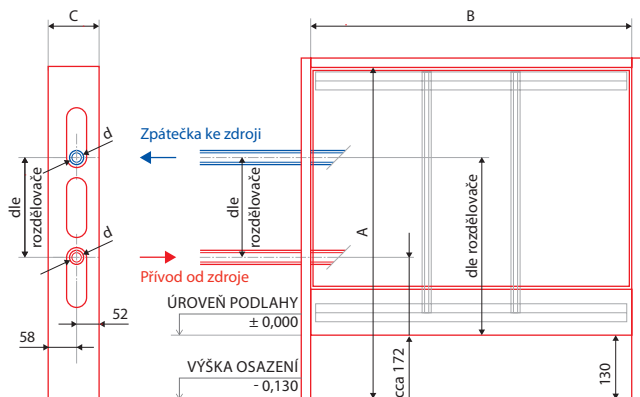 C
B
d
Zpátečka ke zdroji
dle
rozdělovače
dle
rozdělovače
A
dle rozdělovače
d
Přívod od zdroje
ÚROVEŇ PODLAHY
± 0,000
52
58
VÝŠKA OSAZENÍ
- 0,130
cca 172
130